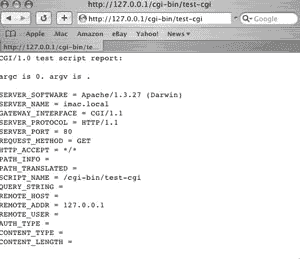 http://127.0.0.1/cgi-bin/test-cgi
http://127.0.0.1/cgi-bin/test-cgi
Google
Apple Mac Amazon eBay Yahoo! News
http://127.0.0.1/cgi-bin/te...
CGI/1.0 test script report:
argc is 0. argv is .
SERVER_SOFTWARE = Apache/1.3.27 (Darwin)
SERVER_NAME = imac.local
GATEWAY_INTERFACE = CGI/1.1
SERVER_PROTOCOL = HTTP/1.1
SERVER_PORT = 80
REQUEST_METHOD = GET
HTTP_ACCEPT = */*
PATH_INFO =
PATH_TRANSLATED =
SCRIPT_NAME = /cgi-bin/test-cgi
QUERY_STRING =
REMOTE_HOST =
REMOTE_ADDR = 127.0.0.1
REMOTE_USER =
AUTH_TYPE =
CONTENT_TYPE =
CONTENT_LENGTH =